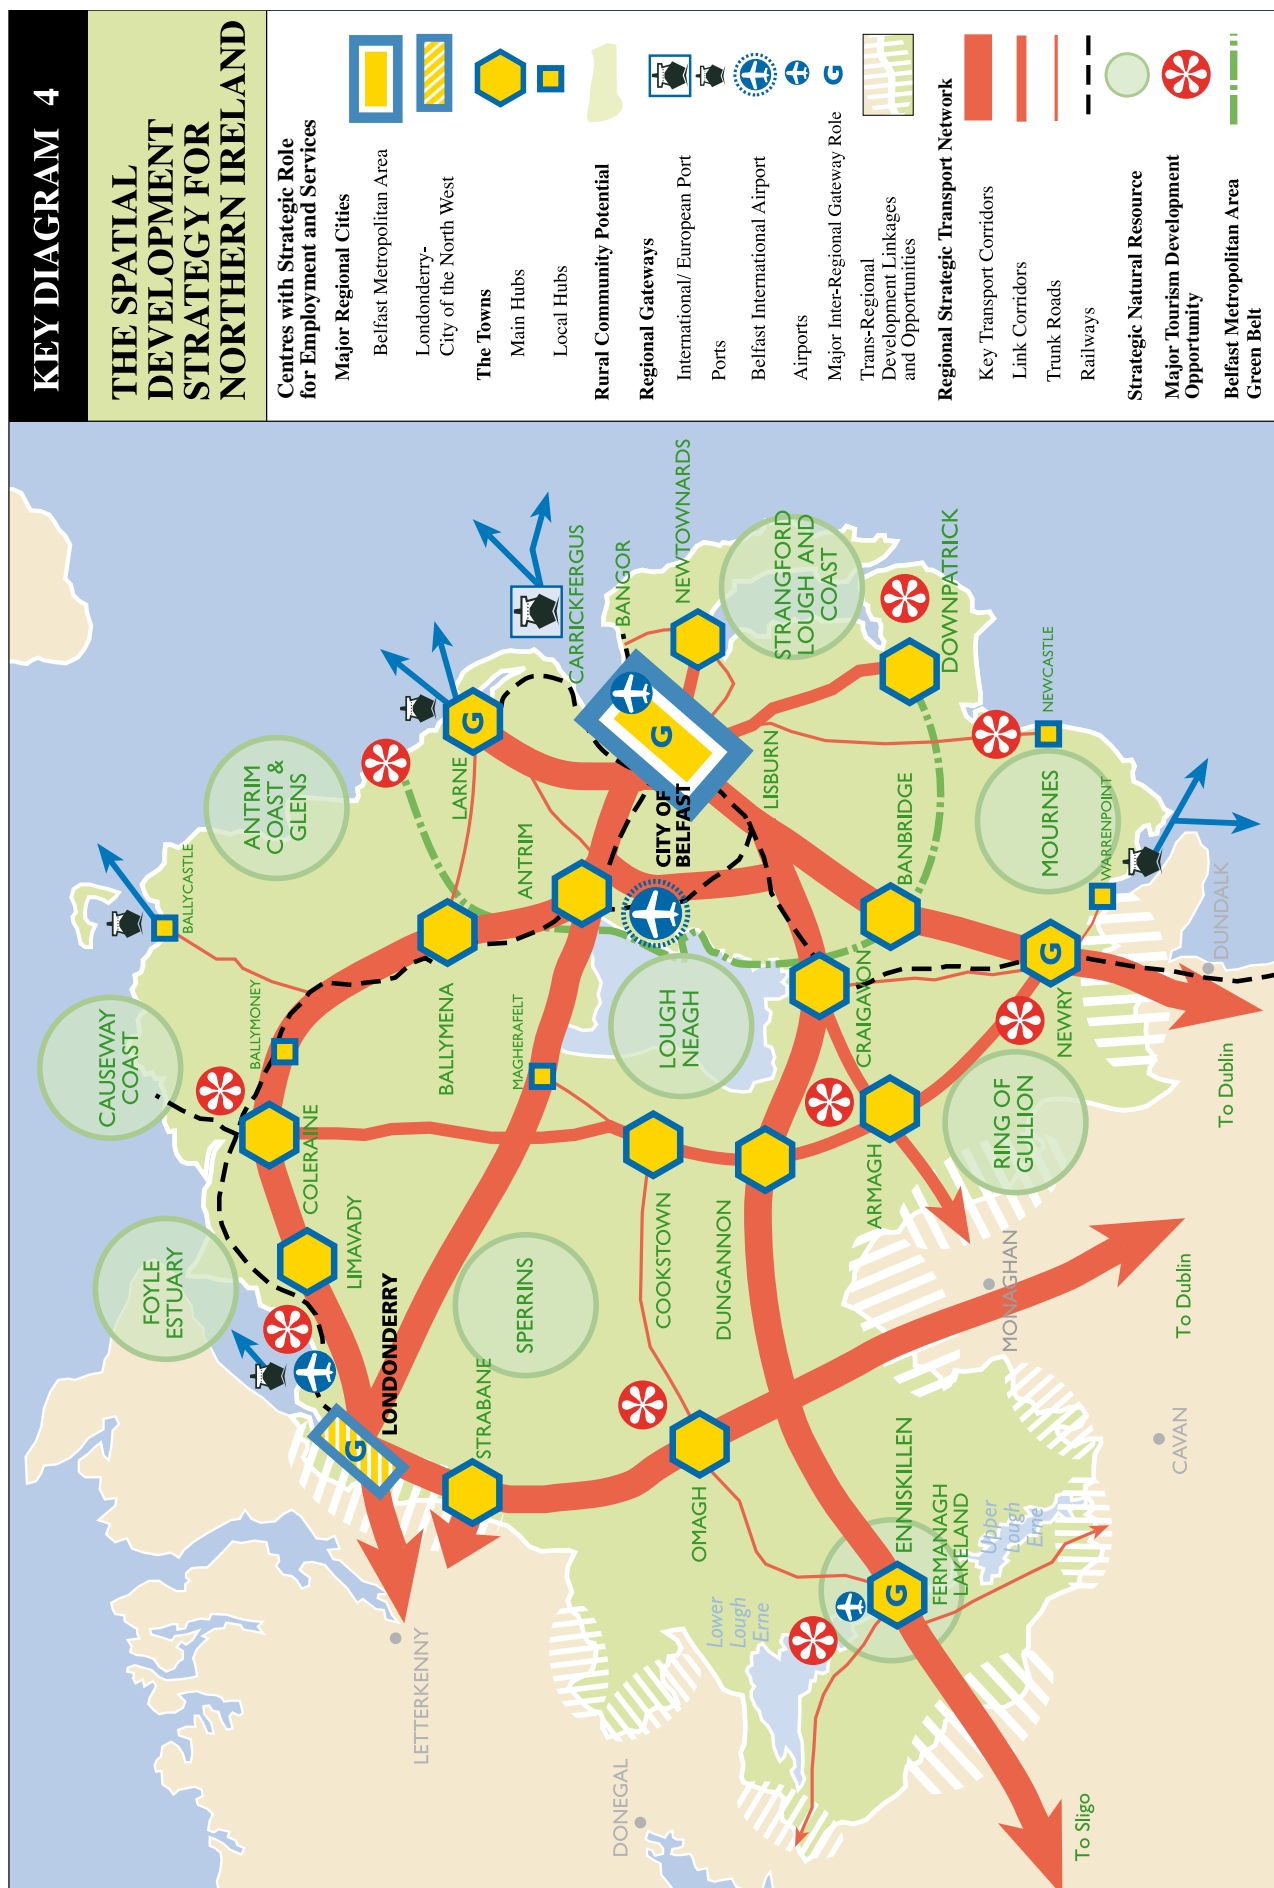 KEY DIAGRAM 4
THE SPATIAL
DEVELOPMENT
STRATEGY FOR
NORTHERN IRELAND
Centres with Strategic Role
for Employment and Services
Major Regional Cities
Belfast Metropolitan Area
Londonderry-
City of the North West
The Towns
Main Hubs
Local Hubs
Rural Community Potential
Regional Gateways
International/ European Port
Ports
Belfast International Airport
Airports
Major Inter-Regional Gateway Role
G
Trans-Regional
Development Linkages
and Opportunities
Regional Strategic Transport Network
Key Transport Corridors
Link Corridors
Trunk Roads
Railways
Strategic Natural Resource
Major Tourism Development
Opportunity
Belfast Metropolitan Area
Green Belt
CAUSEWAY
COAST
FOYLE
ESTUARY
BALLYCASTLE
ANTRIM
COAST &
GLENS
BALLYMONEY
COLERAINE
LIMAVADY
LONDONDERRY
G
LETTERKENNY
STRABANE
SPERRINS
BALLYMENA
MAGHERAFELT
ANTRIM
LARNE
G
CARRICKFERGUS
BANGOR
NEWTOWNARDS
G
CITY OF
BELFAST
LISBURN
STRANGFORD
LOUGH AND
COAST
DOWNPATRICK
NEWCASTLE
LOUGH
NEAGH
COOKSTOWN
DUNGANNON
OMAGH
DONEGAL
Lower
Lough
Erne
G
ENNISKILLEN
FERMANAGH
LAKELAND
Upper
Lough
Erne
CRAIGAVON
BANBRIDGE
ARMAGH
MOURNES
WARRENPOINT
G
NEWRY
RING OF
GULLION
DUNDALK
MONAGHAN
CAVAN
To Dublin
To Dublin
To Sligo